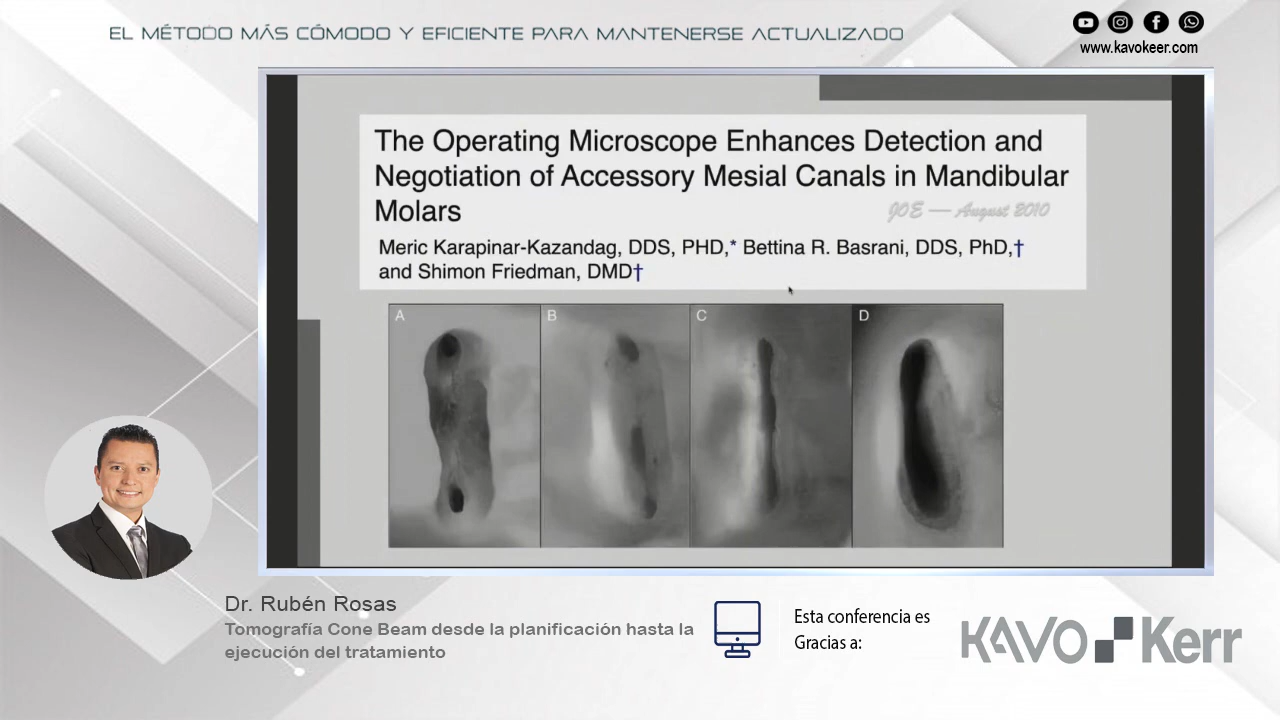 EL MÉTODO MÁS CÓMODO Y EFICIENTE PARA MANTENERSE ACTUALIZADO
www.kavokeer.com
The Operating Microscope Enhances Detection and
Negotiation of Accessory Mesial Canals in Mandibular
Molars
JOE — August 2010
Meric Karapinar-Kazandag, DDS, PHD,* Bettina R. Basrani, DDS, PhD,†
and Shimon Friedman, DMD†
A B C D
Dr. Rubén Rosas
Tomografía Cone Beam desde la planificación hasta la
ejecución del tratamiento
Esta conferencia es
Gracias a:
KAVO Kerr